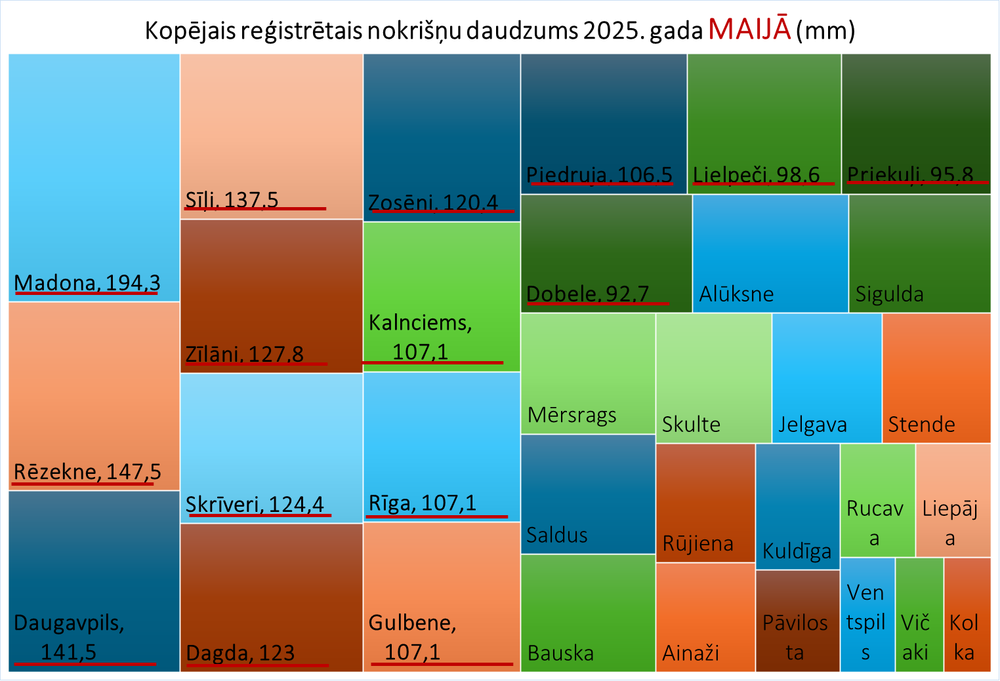 Kopējais reģistrētais nokrišņu daudzums 2025. gada MAIJĀ (mm)
Madona, 194,3
Rēzekne, 147,5
Daugavpils,
141,5
Sīļi, 137,5
Zīlāni, 127,8
Skrīveri, 124,4
Dagda, 123
Zosēni, 120,4
Kalnciems,
107,1
Rīga, 107,1
Gulbene,
107,1
Piedruja, 106,5
Lielpeči, 98,6
Priekuļi, 95,8
Dobele, 92,7
Alūksne
Sigulda
Mērsrags
Skulte
Jelgava
Stende
Saldus
Bauska
Rūjiena
Ainaži
Kuldīga
Pāvilos
ta
Rucav
a
Liepāj
a
Ven
tspil
s
Vič
aki
Kol
ka